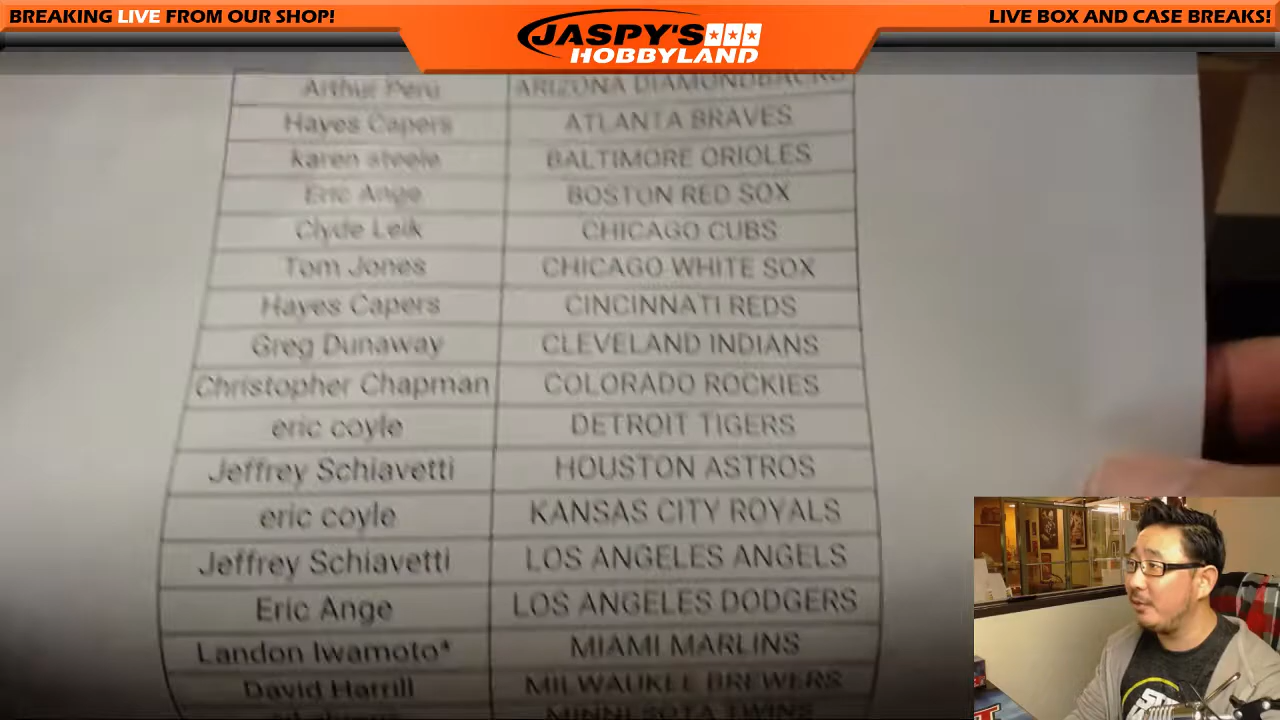 BREAKING LIVE FROM OUR SHOP!
JASPY'S
HOBBYLAND
LIVE BOX AND CASE BREAKS!
Arthur Peru ARIZONA DIAMONDBACKS
Hayes Capers ATLANTA BRAVES
karen steele BALTIMORE ORIOLES
Eric Ange BOSTON RED SOX
Clyde Leik CHICAGO CUBS
Tom Jones CHICAGO WHITE SOX
Hayes Capers CINCINNATI REDS
Greg Dunaway CLEVELAND INDIANS
Christopher Chapman COLORADO ROCKIES
eric coyle DETROIT TIGERS
Jeffrey Schiavetti HOUSTON ASTROS
eric coyle KANSAS CITY ROYALS
Jeffrey Schiavetti LOS ANGELES ANGELS
Eric Ange LOS ANGELES DODGERS
Landon Iwamoto* MIAMI MARLINS
David Harrill MILWAUKEE BREWERS
MINNESOTA TWINS